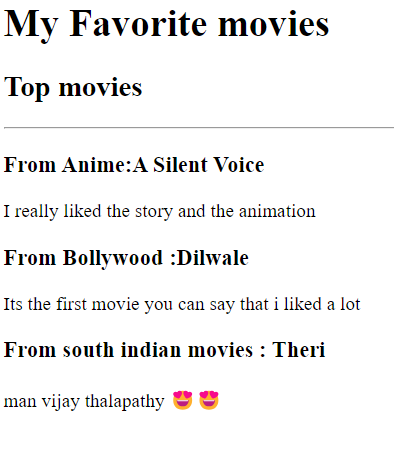 My Favorite movies
Top movies
From Anime:A Silent Voice
I really liked the story and the animation
From Bollywood :Dilwale
Its the first movie you can say that i liked a lot
From south indian movies : Theri
man vijay thalapathy 😍😍